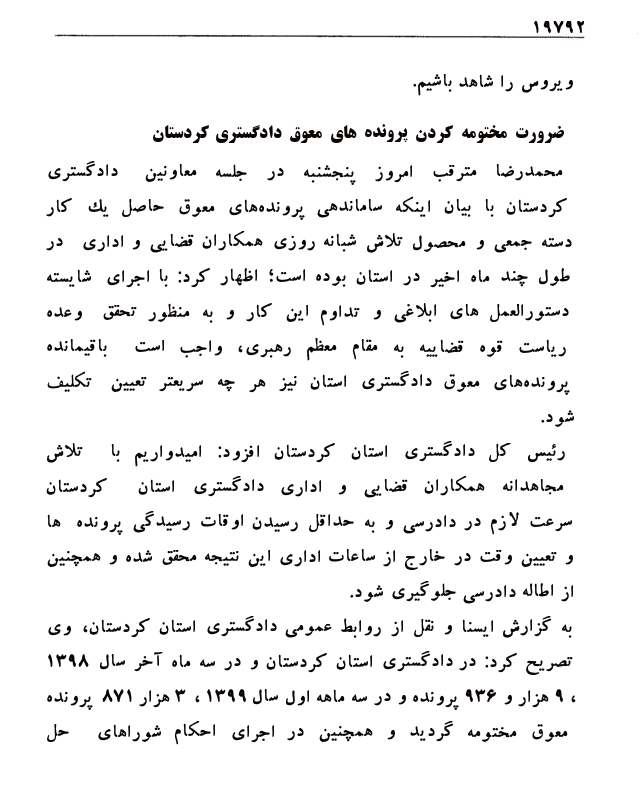 ۱۹۷۹۲
ویروس را شاهد باشیم.
ضرورت مختومه کردن پرونده های معوق دادگستری کردستان
محمدرضا مترقب امروز پنجشنبه در جلسه معاونین دادگستری
کردستان با بیان اینکه ساماندهی پرونده‌های معوق حاصل یك کار
دسته جمعی و محصول تلاش شبانه روزی همکاران قضایی و اداری در
طول چند ماه اخیر در استان بوده است؛ اظهار کرد: با اجرای شایسته
دستورالعمل های ابلاغی و تداوم این کار و به منظور تحقق وعده
ریاست قوه قضاییه به مقام معظم رهبری، واجب است باقیمانده
پرونده‌های معوق دادگستری استان نیز هر چه سریعتر تعیین تکلیف
شود.
رئیس کل دادگستری استان کردستان افزود: امیدواریم با تلاش
مجاهدانه همکاران قضایی و اداری دادگستری استان کردستان
سرعت لازم در دادرسی و به حداقل رسیدن اوقات رسیدگی پرونده ها
و تعیین وقت در خارج از ساعات اداری این نتیجه محقق شده و همچنین
از اطاله دادرسی جلوگیری شود.
به گزارش ایسنا و نقل از روابط عمومی دادگستری استان کردستان، وی
تصریح کرد: در دادگستری استان کردستان و در سه ماه آخر سال ۱۳۹۸
، ۹ هزار و ۹۳۶ پرونده و در سه ماهه اول سال ۱۳۹۹ ، ۳ هزار ۸۷۱ پرونده
معوق مختومه گردید و همچنین در اجرای احکام شوراهای حل